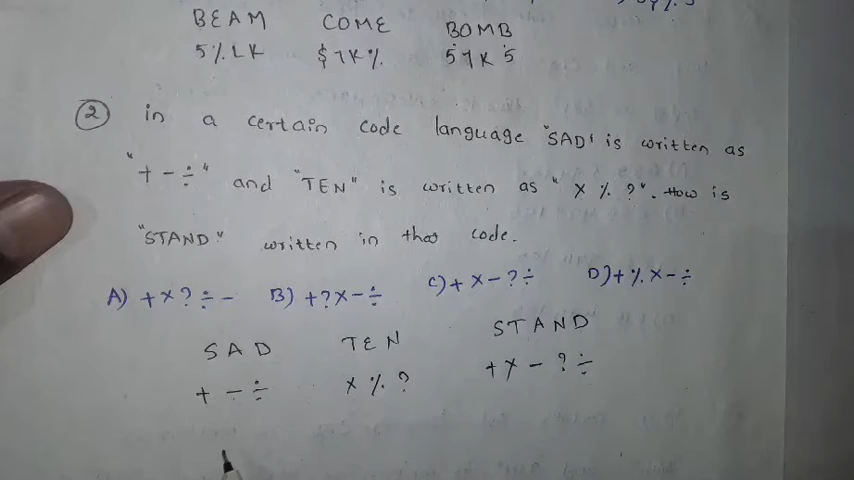 BEAM COME BOMB
5%LK $7K% 57K5
② in a certain code language "SAD" is written as
"+ - ÷" and "TEN" is written as "x % ?". How is
"STAND" written in that code.
A) +x?÷- B) +?x-÷ C) +x-?÷ D) +%x-÷
SAD TEN STAND
+-÷ x%? +x-?÷